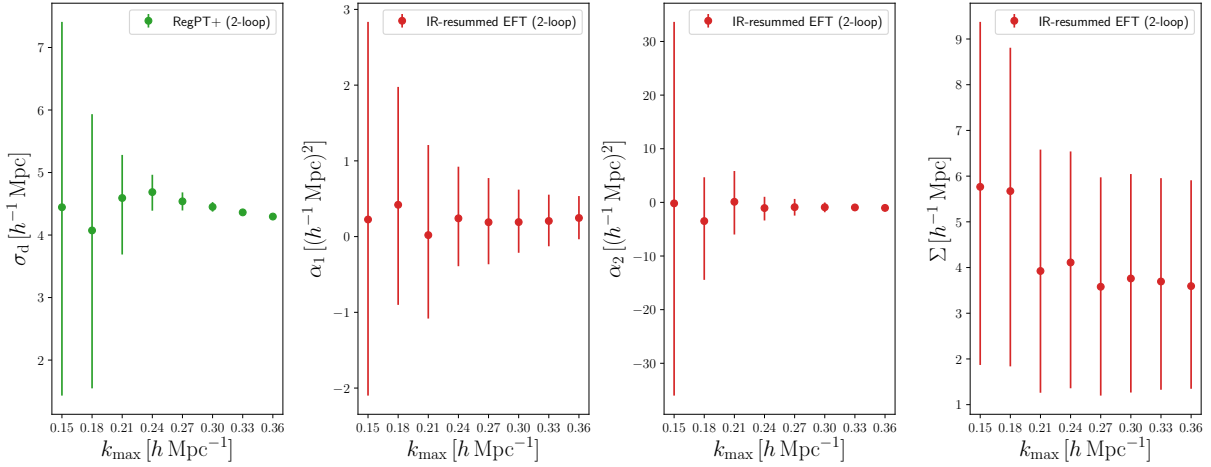 RegPT+ (2-loop)
σ_d [h⁻¹ Mpc]
7
6
5
4
3
2
0.15 0.18 0.21 0.24 0.27 0.30 0.33 0.36
k_max [h Mpc⁻¹]
IR-resummed EFT (2-loop)
α₁ [(h⁻¹ Mpc)²]
3
2
1
0
−1
−2
0.15 0.18 0.21 0.24 0.27 0.30 0.33 0.36
k_max [h Mpc⁻¹]
IR-resummed EFT (2-loop)
α₂ [(h⁻¹ Mpc)²]
30
20
10
0
−10
−20
−30
0.15 0.18 0.21 0.24 0.27 0.30 0.33 0.36
k_max [h Mpc⁻¹]
IR-resummed EFT (2-loop)
Σ [h⁻¹ Mpc]
9
8
7
6
5
4
3
2
1
0.15 0.18 0.21 0.24 0.27 0.30 0.33 0.36
k_max [h Mpc⁻¹]